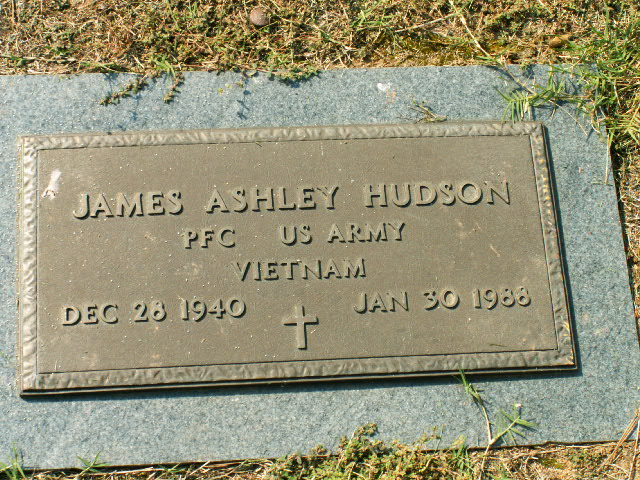 JAMES ASHLEY HUDSON
PFC US ARMY
VIETNAM
DEC 28 1940 JAN 30 1988